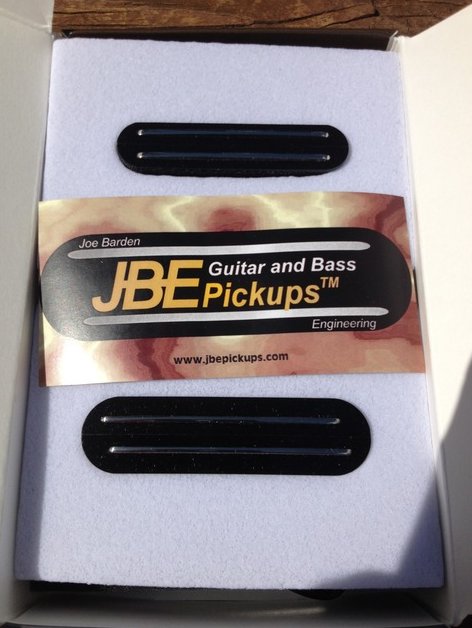 Joe Barden
JBE Guitar and Bass
Pickups™
Engineering
www.jbepickups.com